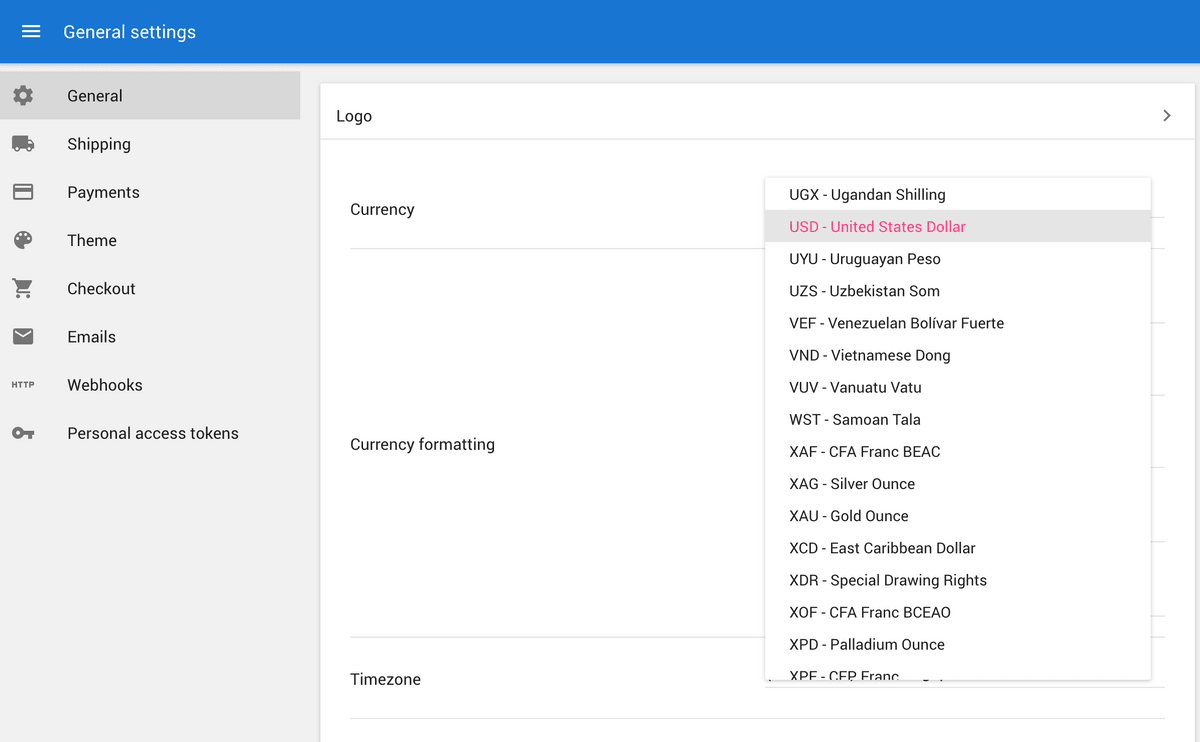 General settings
General
Shipping
Payments
Theme
Checkout
Emails
HTTP Webhooks
Personal access tokens
Logo
Currency
Currency formatting
Timezone
UGX - Ugandan Shilling
USD - United States Dollar
UYU - Uruguayan Peso
UZS - Uzbekistan Som
VEF - Venezuelan Bolívar Fuerte
VND - Vietnamese Dong
VUV - Vanuatu Vatu
WST - Samoan Tala
XAF - CFA Franc BEAC
XAG - Silver Ounce
XAU - Gold Ounce
XCD - East Caribbean Dollar
XDR - Special Drawing Rights
XOF - CFA Franc BCEAO
XPD - Palladium Ounce
XPF - CFP Franc